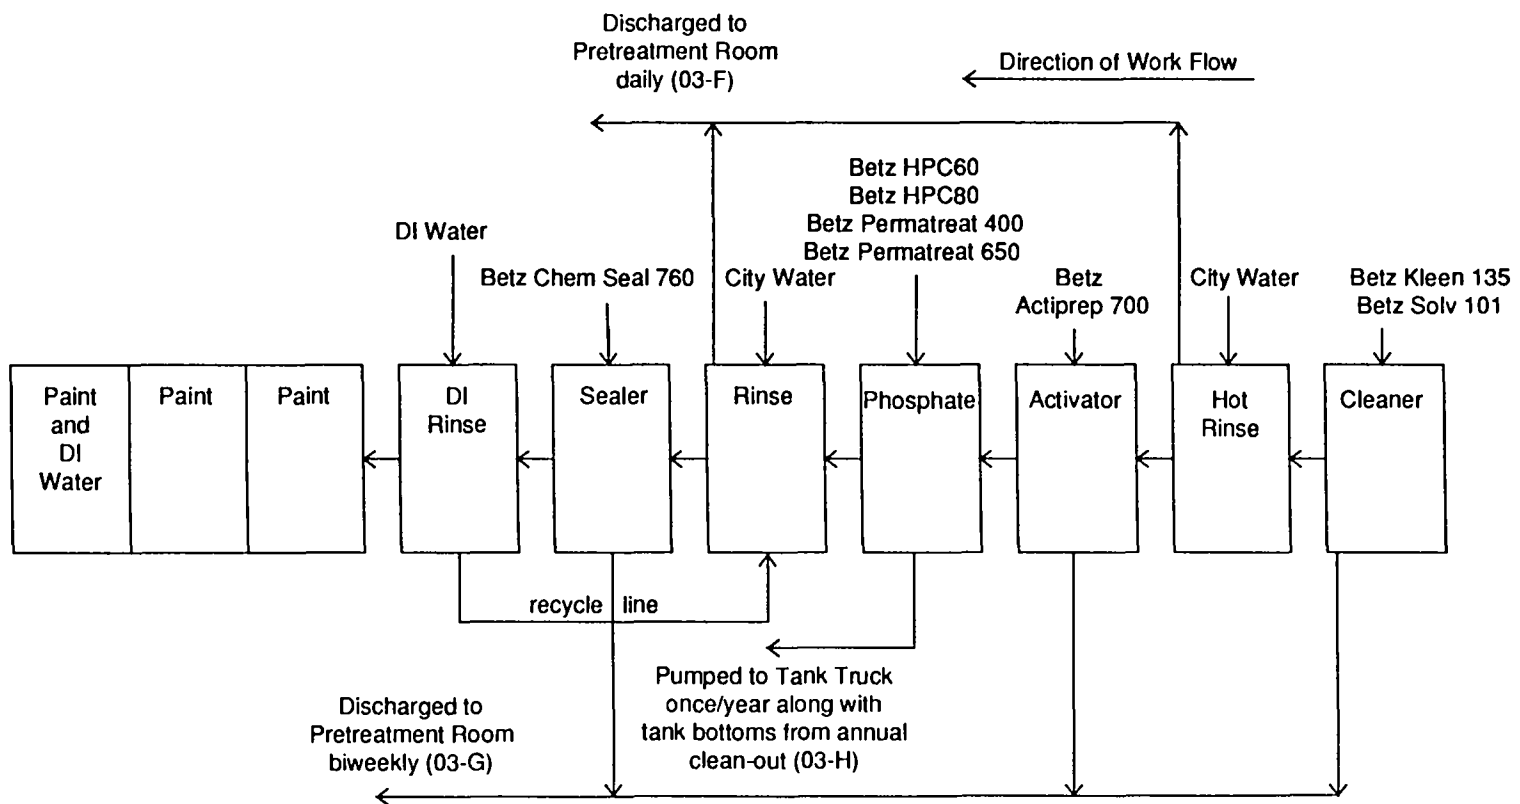 Discharged to
Pretreatment Room
daily (03-F)
Direction of Work Flow
Betz HPC60
Betz HPC80
Betz Permatreat 400
Betz Permatreat 650
DI Water
Betz Chem Seal 760
City Water
Betz
Actiprep 700
City Water
Betz Kleen 135
Betz Solv 101
Paint
and
DI
Water
Paint
Paint
DI
Rinse
Sealer
Rinse
Phosphate
Activator
Hot
Rinse
Cleaner
recycle line
Pumped to Tank Truck
once/year along with
tank bottoms from annual
clean-out (03-H)
Discharged to
Pretreatment Room
biweekly (03-G)